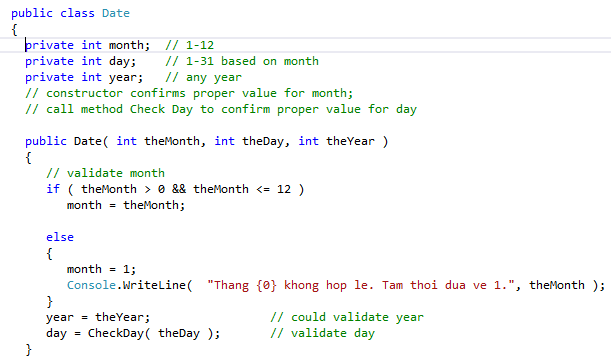 public class Date
{
private int month;  // 1-12
private int day;    // 1-31 based on month
private int year;   // any year
// constructor confirms proper value for month;
// call method Check Day to confirm proper value for day
public Date( int theMonth, int theDay, int theYear )
{
// validate month
if ( theMonth > 0 && theMonth <= 12 )
month = theMonth;
else
{
month = 1;
Console.WriteLine(  "Thang {0} khong hop le. Tam thoi dua ve 1.", theMonth );
}
year = theYear;                 // could validate year
day = CheckDay( theDay );       // validate day
}